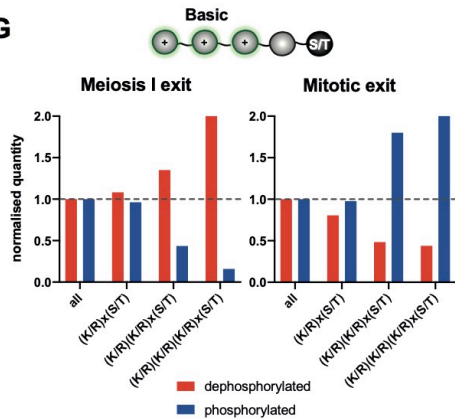 G
Basic
+ + + S/T
Meiosis I exit
Mitotic exit
normalised quantity
2.0
1.5
1.0
0.5
0.0
all
(K/R)x(S/T)
(K/R)(K/R)x(S/T)
(K/R)(K/R)(K/R)x(S/T)
2.0
1.5
1.0
0.5
0.0
all
(K/R)x(S/T)
(K/R)(K/R)x(S/T)
(K/R)(K/R)(K/R)x(S/T)
dephosphorylated
phosphorylated